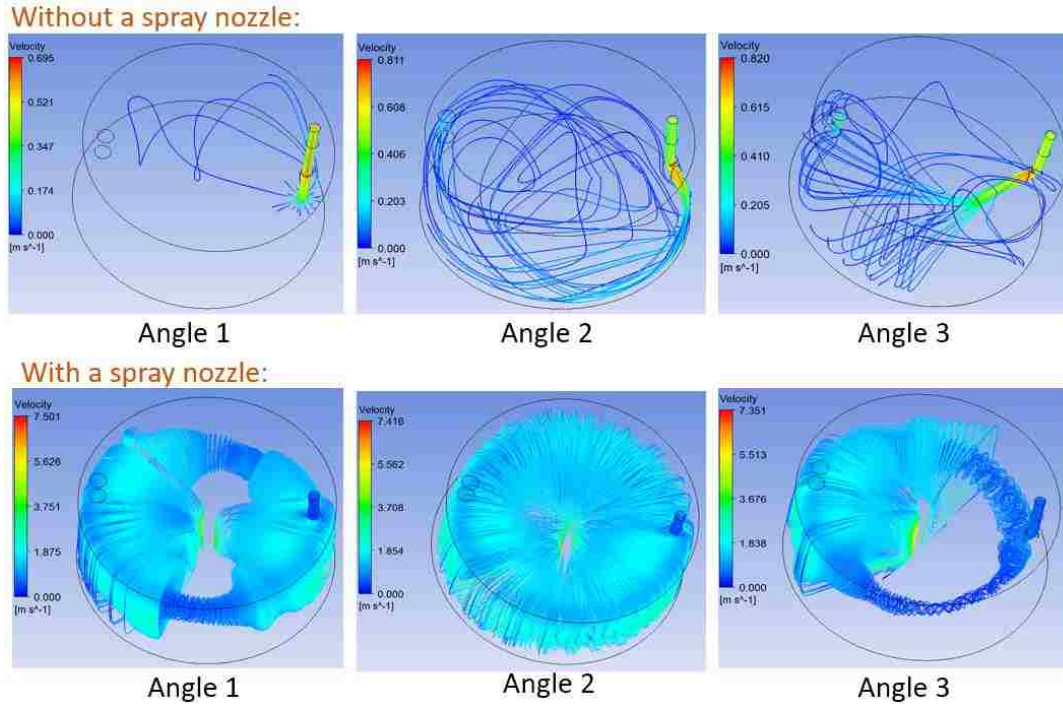 Without a spray nozzle:
Velocity
0.695
0.521
0.347
0.174
0.000
[m s^-1]
Angle 1
Velocity
0.811
0.608
0.406
0.203
0.000
[m s^-1]
Angle 2
Velocity
0.820
0.615
0.410
0.205
0.000
[m s^-1]
Angle 3
With a spray nozzle:
Velocity
7.501
5.626
3.751
1.875
0.000
[m s^-1]
Angle 1
Velocity
7.416
5.562
3.708
1.854
0.000
[m s^-1]
Angle 2
Velocity
7.351
5.513
3.676
1.838
0.000
[m s^-1]
Angle 3